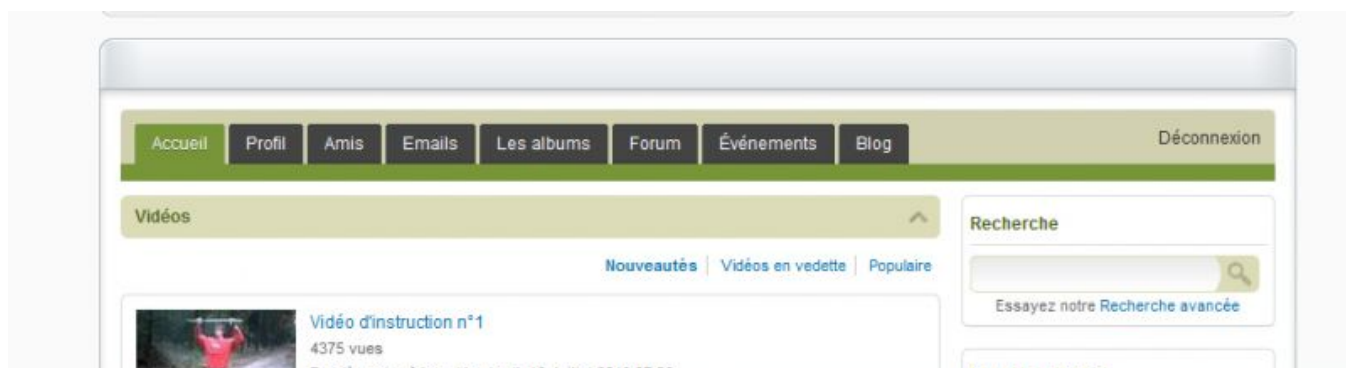 Accueil Profil Amis Emails Les albums Forum Événements Blog Déconnexion
Vidéos
Nouveautés Vidéos en vedette Populaire
Vidéo d'instruction n°1
4375 vues
Recherche
Essayez notre Recherche avancée